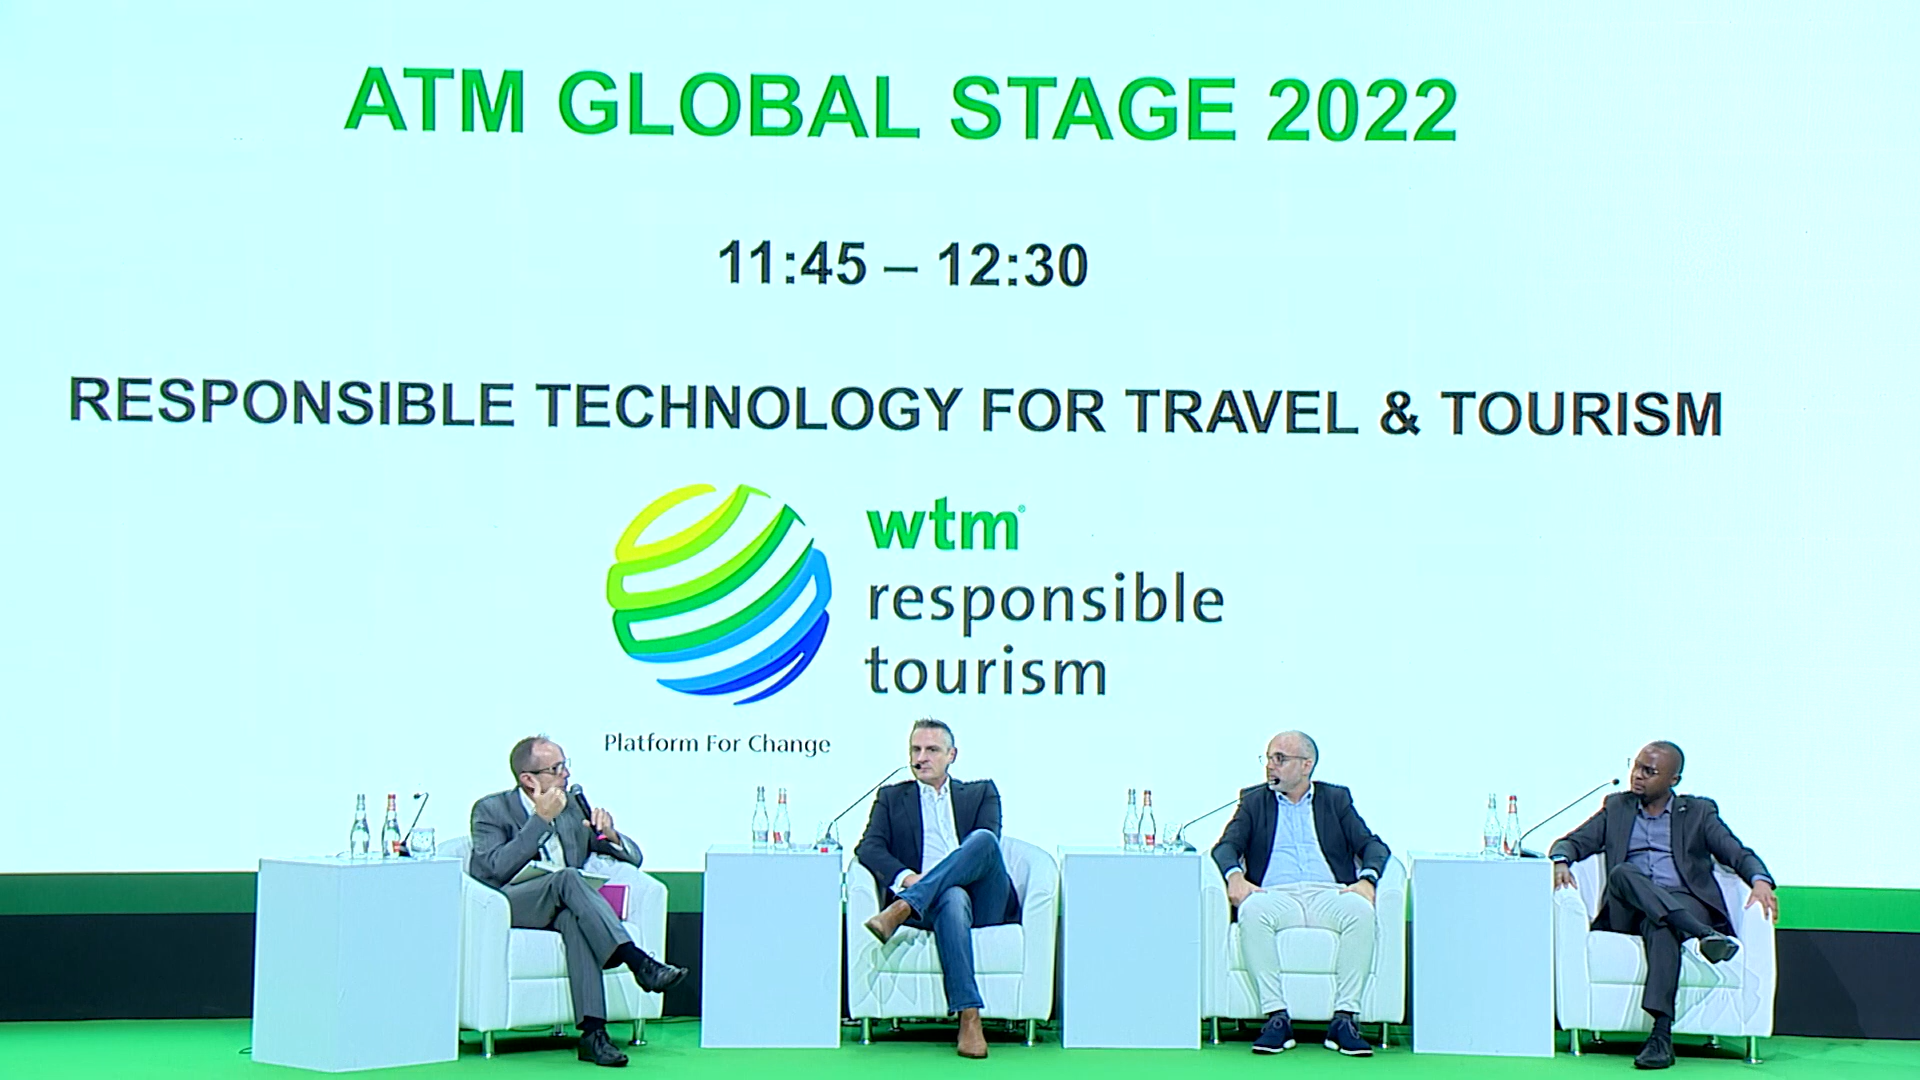 ATM GLOBAL STAGE 2022
11:45 – 12:30
RESPONSIBLE TECHNOLOGY FOR TRAVEL & TOURISM
wtm®
responsible
tourism
Platform For Change